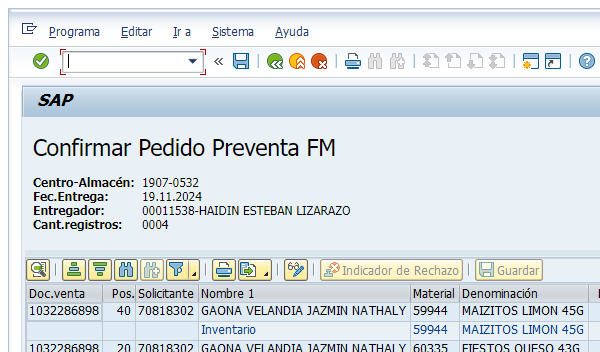 Programa Editar Ir a Sistema Ayuda
SAP
Confirmar Pedido Preventa FM
Centro-Almacén: 1907-0532
Fec.Entrega: 19.11.2024
Entregador: 00011538-HAIDIN ESTEBAN LIZARAZO
Cant.registros: 0004
Indicador de Rechazo Guardar
Doc.venta Pos. Solicitante Nombre 1 Material Denominación
1032286898 40 70818302 GAONA VELANDIA JAZMIN NATHALY 59944 MAIZITOS LIMON 45G
Inventario 59944 MAIZITOS LIMON 45G
1032286898 20 70818302 GAONA VELANDIA JAZMIN NATHALY 60335 FIESTOS QUESO 43G